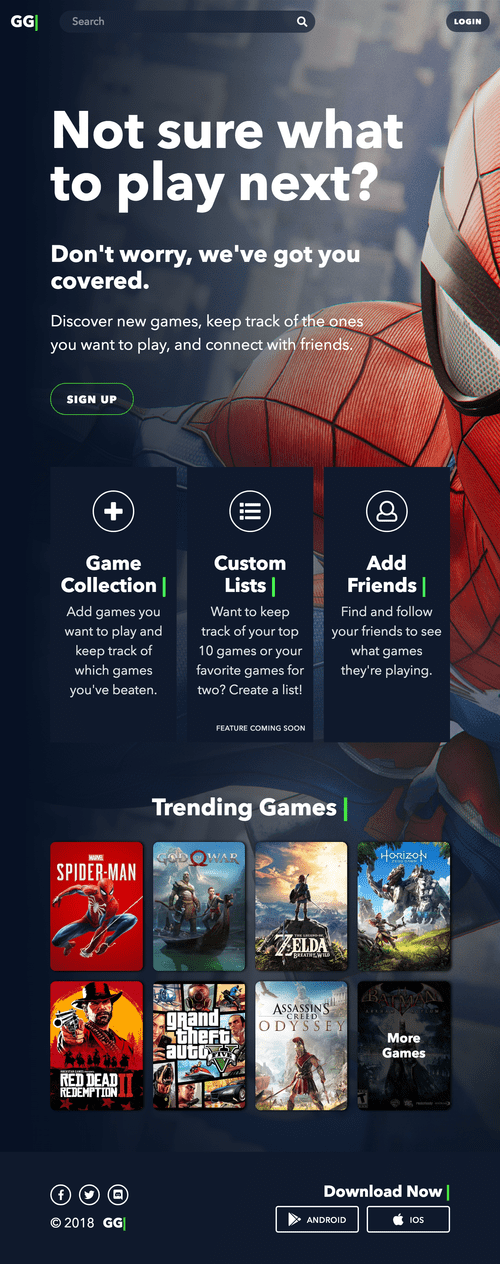 GG|
Search
LOGIN
Not sure what
to play next?
Don't worry, we've got you
covered.
Discover new games, keep track of the ones
you want to play, and connect with friends.
SIGN UP
Game
Collection |
Add games you
want to play and
keep track of
which games
you've beaten.
Custom
Lists |
Want to keep
track of your top
10 games or your
favorite games for
two? Create a list!
FEATURE COMING SOON
Add
Friends |
Find and follow
your friends to see
what games
they're playing.
Trending Games |
MARVEL
SPIDER-MAN
GOD OF WAR
THE LEGEND OF
ZELDA
BREATH OF THE WILD
HORIZON
ZERO DAWN
RED DEAD
REDEMPTION II
grand
theft
auto V
ASSASSIN'S
CREED
ODYSSEY
BATMAN
More
Games
Download Now |
© 2018 GG|
ANDROID
IOS